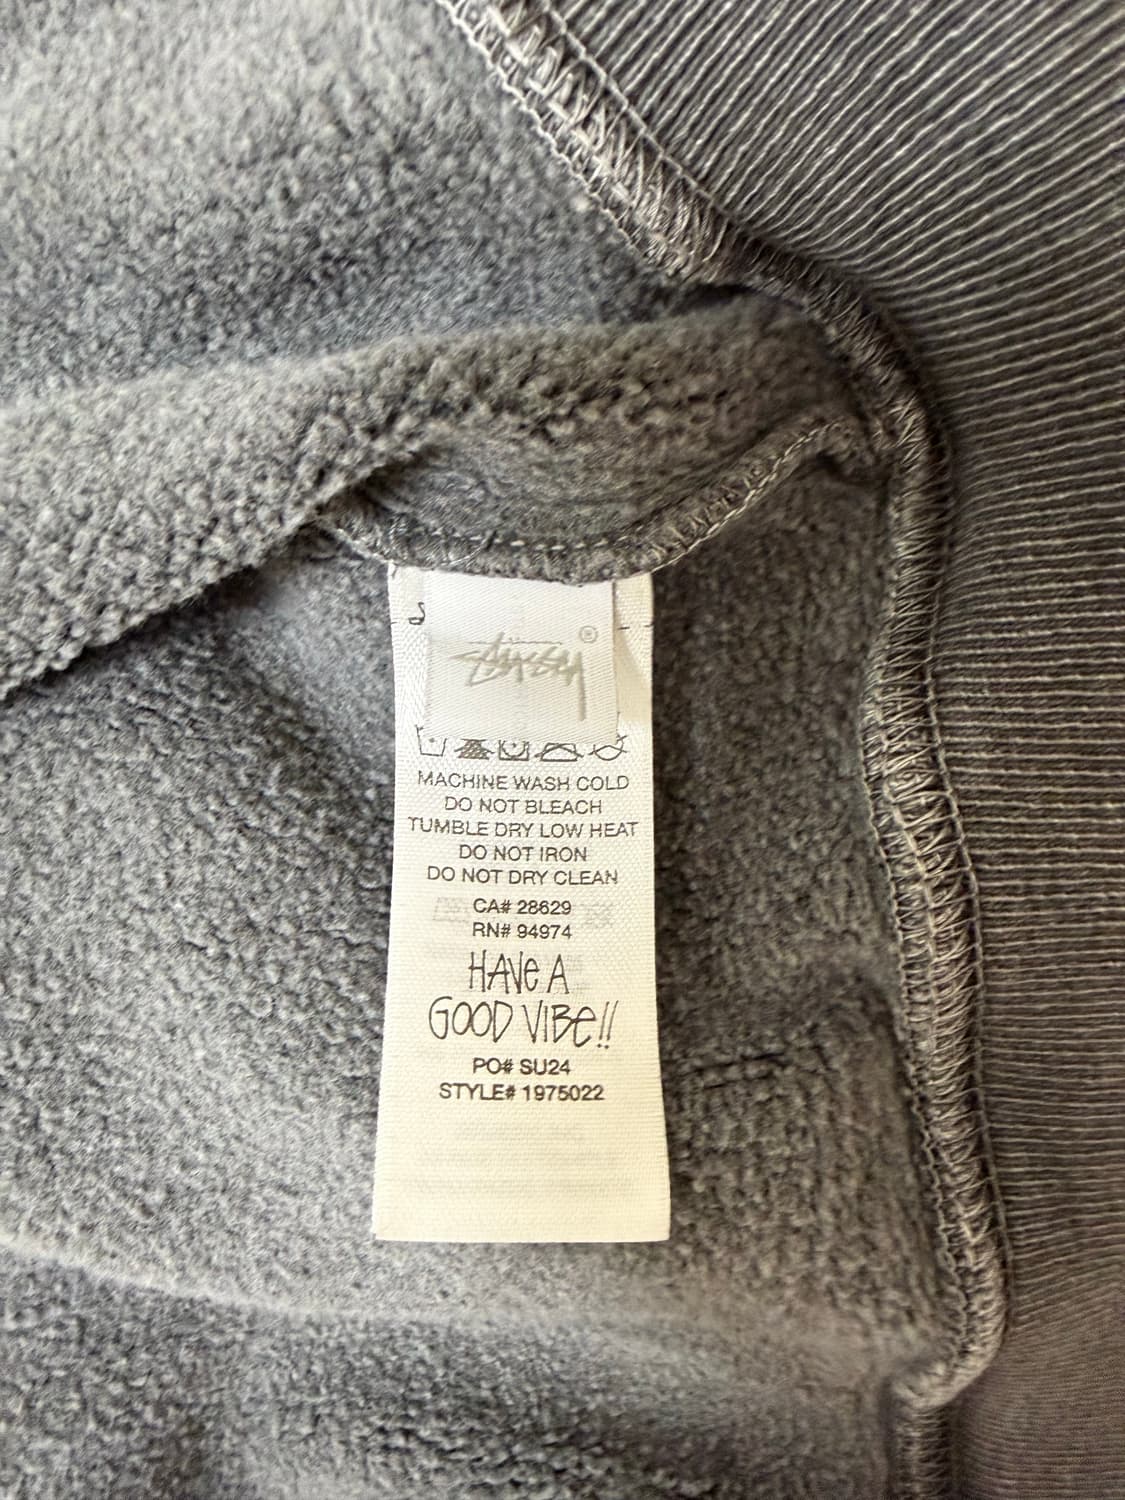 STÜSSY ®
MACHINE WASH COLD
DO NOT BLEACH
TUMBLE DRY LOW HEAT
DO NOT IRON
DO NOT DRY CLEAN
CA# 28629
RN# 94974
HAVE A
GOOD VIBE!!
PO# SU24
STYLE# 1975022